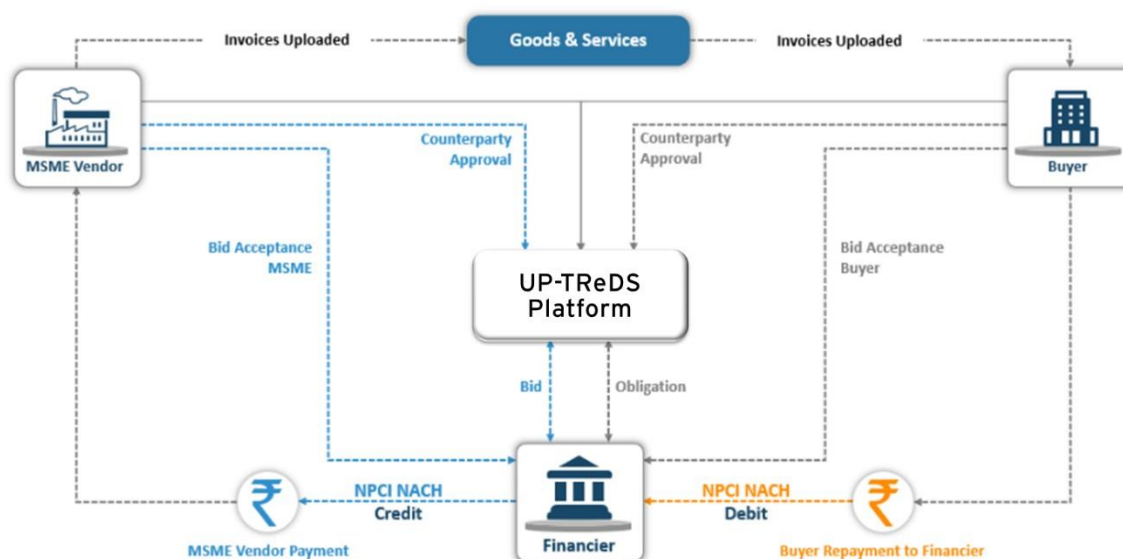 Invoices Uploaded
Goods & Services
Invoices Uploaded
MSME Vendor
Counterparty
Approval
Counterparty
Approval
Buyer
Bid Acceptance
MSME
Bid Acceptance
Buyer
UP-TReDS
Platform
Bid
Obligation
₹
NPCI NACH
Credit
NPCI NACH
Debit
₹
MSME Vendor Payment
Financier
Buyer Repayment to Financier